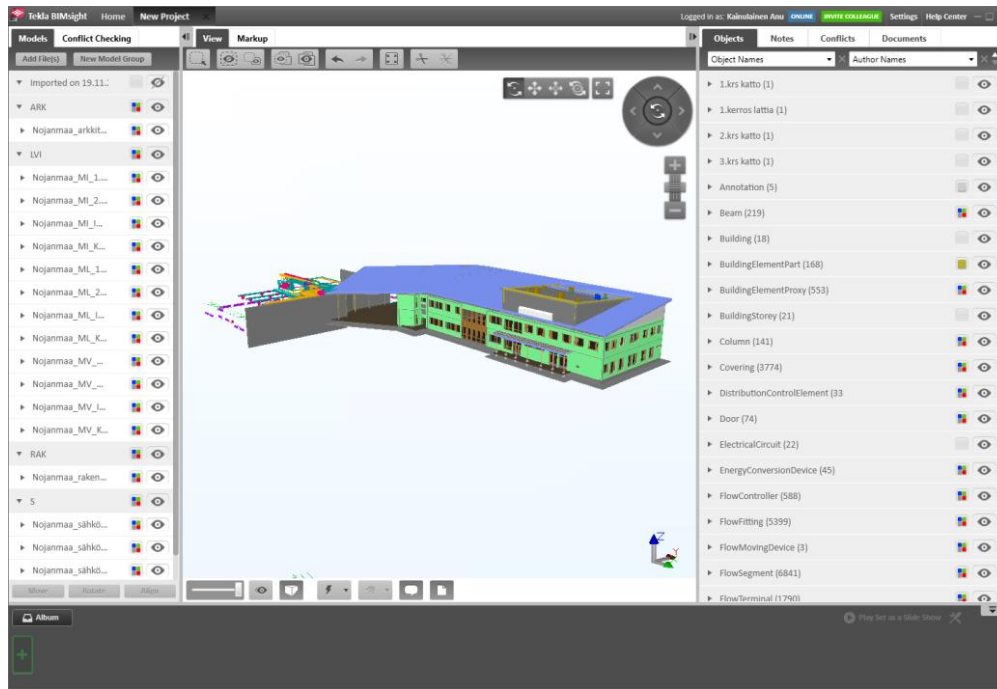 Tekla BIMsight Home New Project
Logged in as: Kainulainen Anu ONLINE INVITE COLLEAGUE Settings Help Center
Models Conflict Checking
Add File(s) New Model Group
Imported on 19.11.:
ARK
Nojanmaa_arkkit...
LVI
Nojanmaa_MI_1....
Nojanmaa_MI_2....
Nojanmaa_MI_I...
Nojanmaa_MI_K...
Nojanmaa_ML_1...
Nojanmaa_ML_2...
Nojanmaa_ML_I...
Nojanmaa_ML_K...
Nojanmaa_MV_...
Nojanmaa_MV_...
Nojanmaa_MV_I...
Nojanmaa_MV_K...
RAK
Nojanmaa_raken...
S
Nojanmaa_sähkö...
Nojanmaa_sähkö...
Nojanmaa_sähkö...
Move Rotate Align
View Markup
Z
Y
Objects Notes Conflicts Documents
Object Names Author Names
1.krs katto (1)
1.kerros lattia (1)
2.krs katto (1)
3.krs katto (1)
Annotation (5)
Beam (219)
Building (18)
BuildingElementPart (168)
BuildingElementProxy (553)
BuildingStorey (21)
Column (141)
Covering (3774)
DistributionControlElement (33
Door (74)
ElectricalCircuit (22)
EnergyConversionDevice (45)
FlowController (588)
FlowFitting (5399)
FlowMovingDevice (3)
FlowSegment (6841)
FlowTerminal (1790)
Album
Play Set as a Slide Show